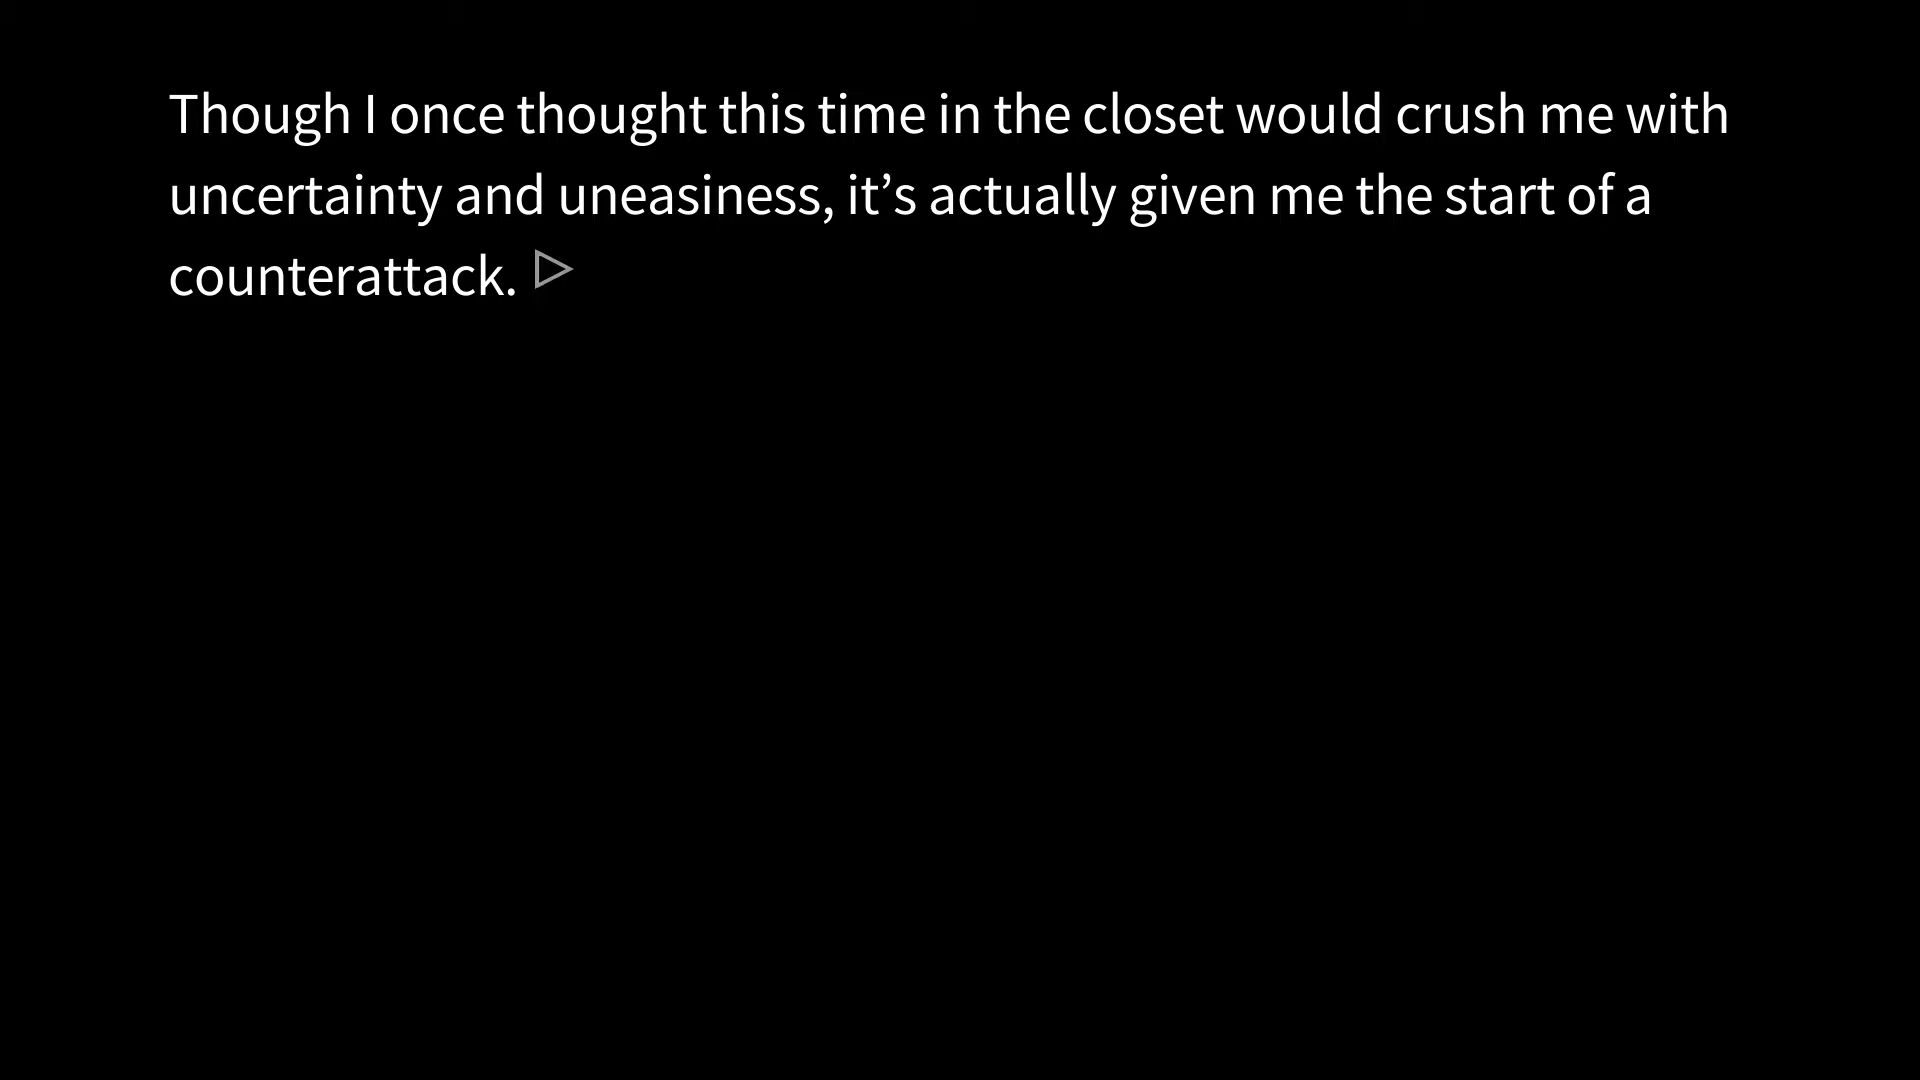 Though I once thought this time in the closet would crush me with
uncertainty and uneasiness, it’s actually given me the start of a
counterattack.